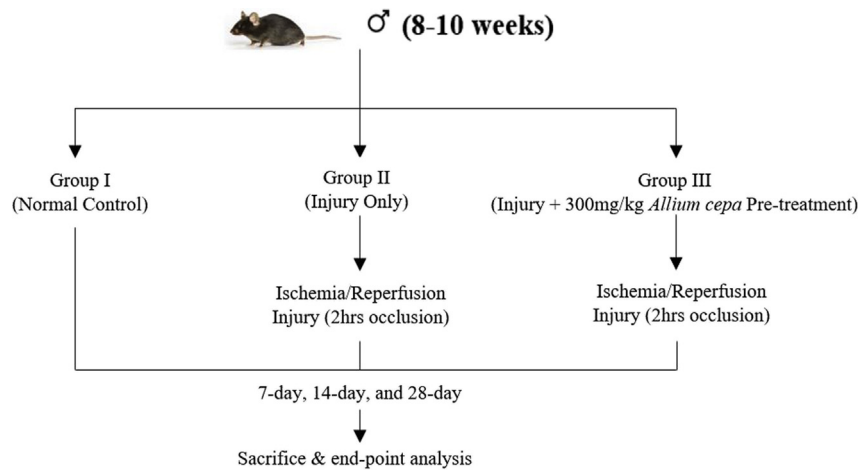 ♂ (8-10 weeks)
Group I
(Normal Control)
Group II
(Injury Only)
Group III
(Injury + 300mg/kg Allium cepa Pre-treatment)
Ischemia/Reperfusion
Injury (2hrs occlusion)
Ischemia/Reperfusion
Injury (2hrs occlusion)
7-day, 14-day, and 28-day
Sacrifice & end-point analysis